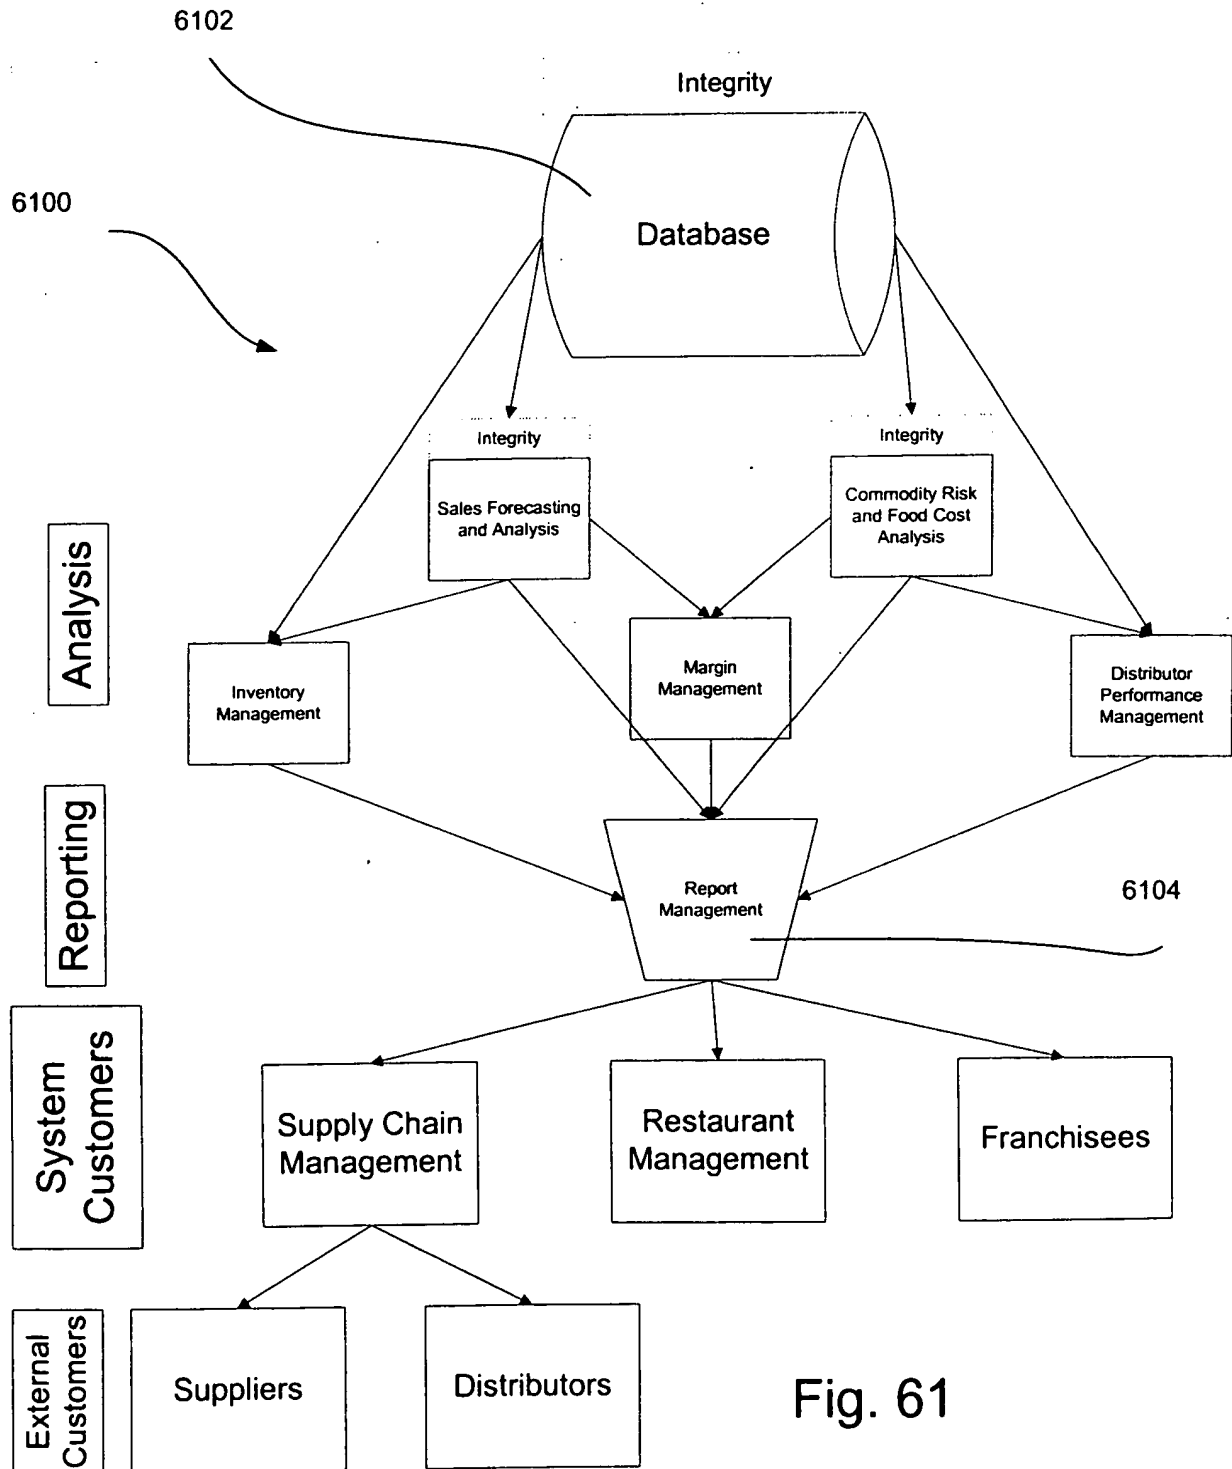 6102
Integrity
6100
Database
Integrity
Integrity
Sales Forecasting
and Analysis
Commodity Risk
and Food Cost
Analysis
Analysis
Inventory
Management
Margin
Management
Distributor
Performance
Management
Reporting
Report
Management
6104
System
Customers
Supply Chain
Management
Restaurant
Management
Franchisees
External
Customers
Suppliers
Distributors
Fig. 61